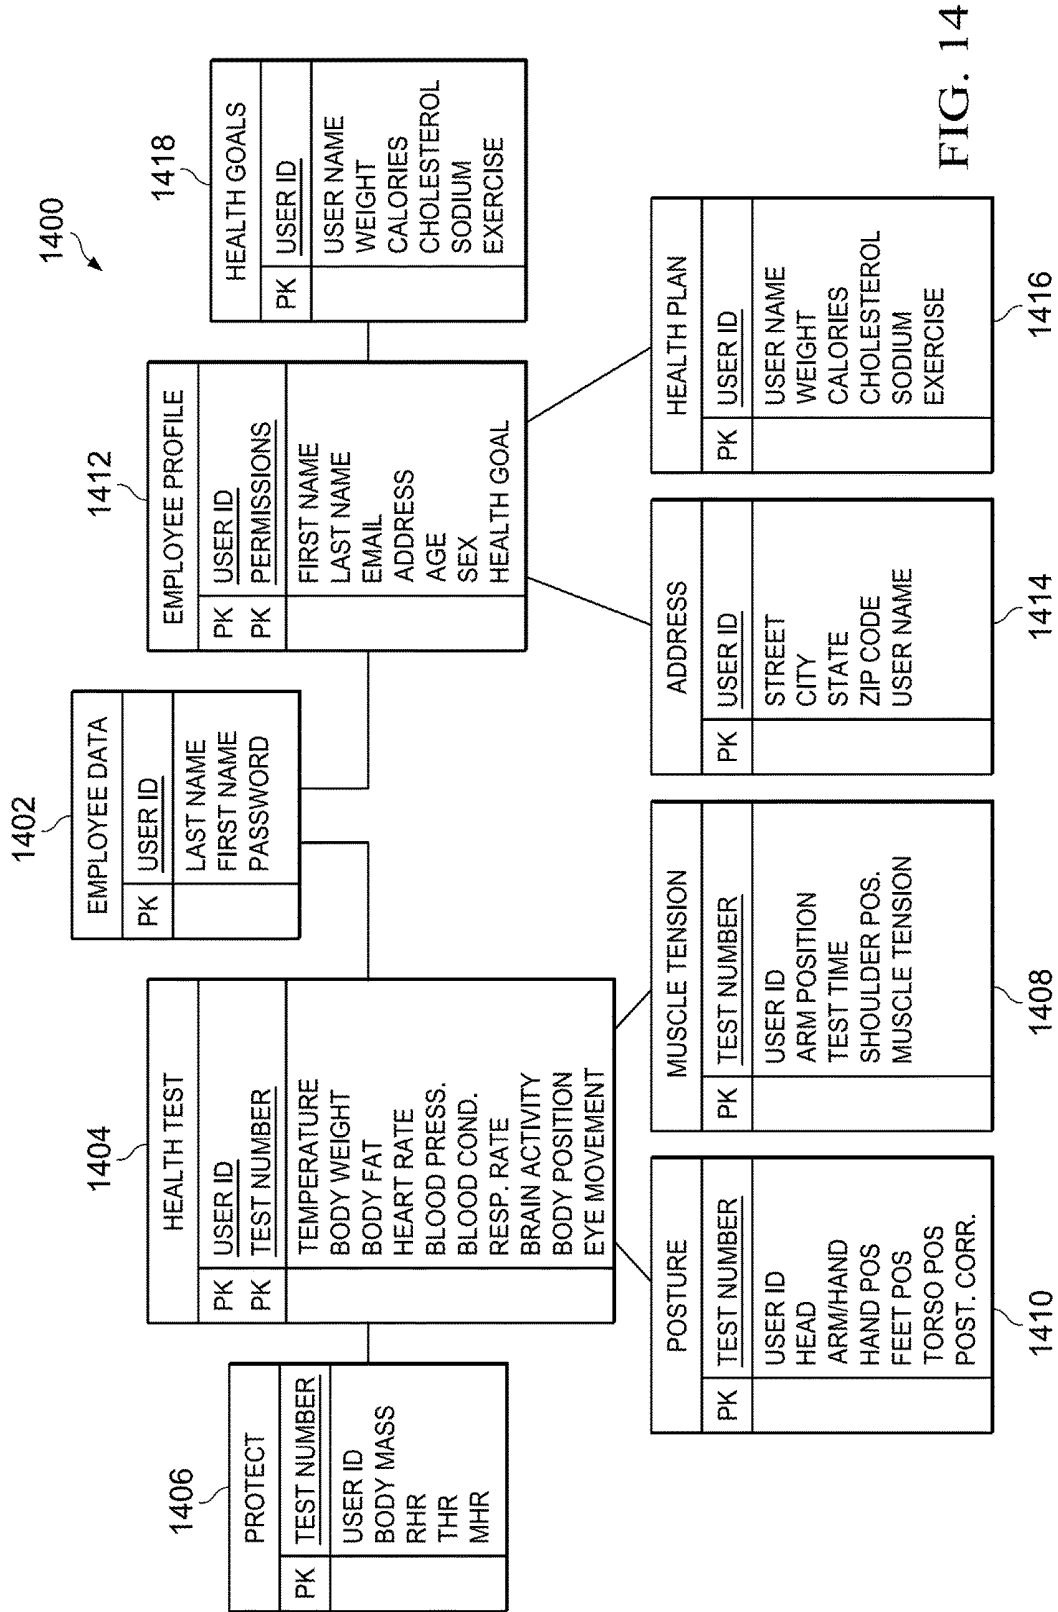 1400
1402
EMPLOYEE DATA
PK USER ID
LAST NAME
FIRST NAME
PASSWORD
1406
PROTECT
PK TEST NUMBER
USER ID
BODY MASS
RHR
THR
MHR
1404
HEALTH TEST
PK USER ID
PK TEST NUMBER
TEMPERATURE
BODY WEIGHT
BODY FAT
HEART RATE
BLOOD PRESS.
BLOOD COND.
RESP. RATE
BRAIN ACTIVITY
BODY POSITION
EYE MOVEMENT
1412
EMPLOYEE PROFILE
PK USER ID
PK PERMISSIONS
FIRST NAME
LAST NAME
EMAIL
ADDRESS
AGE
SEX
HEALTH GOAL
1418
HEALTH GOALS
PK USER ID
USER NAME
WEIGHT
CALORIES
CHOLESTEROL
SODIUM
EXERCISE
POSTURE
PK TEST NUMBER
USER ID
HEAD
ARM/HAND
HAND POS
FEET POS
TORSO POS
POST. CORR.
1410
MUSCLE TENSION
PK TEST NUMBER
USER ID
ARM POSITION
TEST TIME
SHOULDER POS.
MUSCLE TENSION
1408
ADDRESS
PK USER ID
STREET
CITY
STATE
ZIP CODE
USER NAME
1414
HEALTH PLAN
PK USER ID
USER NAME
WEIGHT
CALORIES
CHOLESTEROL
SODIUM
EXERCISE
1416
FIG. 14